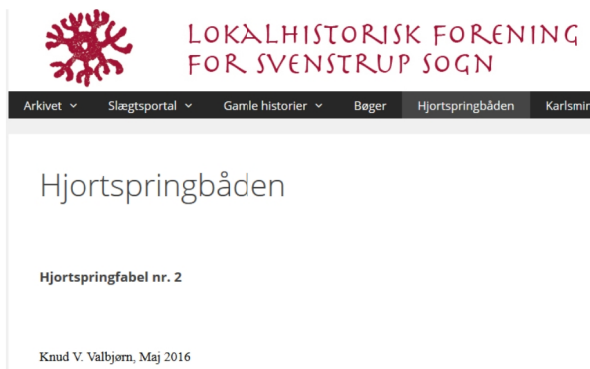 LOKALHISTORISK FORENING
FOR SVENSTRUP SOGN
Arkivet Slægtsportal Gamle historier Bøger Hjortspringbåden
Hjortspringbåden
Hjortspringfabel nr. 2
Knud V. Valbjørn, Maj 2016